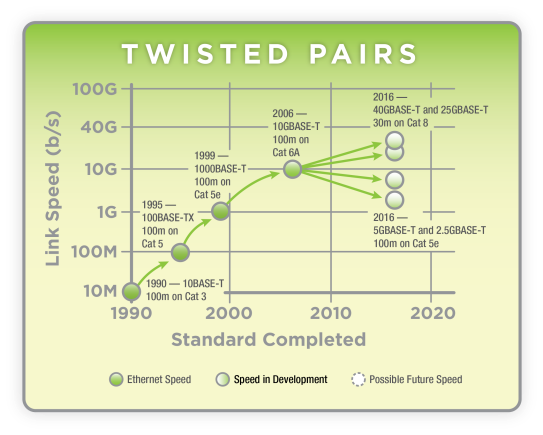 TWISTED PAIRS
Link Speed (b/s)
100G
40G
10G
1G
100M
10M
2016 —
40GBASE-T and 25GBASE-T
30m on Cat 8
2006 —
10GBASE-T
100m on
Cat 6A
1999 —
1000BASE-T
100m on
Cat 5e
1995 —
100BASE-TX
100m on
Cat 5
2016 —
5GBASE-T and 2.5GBASE-T
100m on Cat 5e
1990 — 10BASE-T
100m on Cat 3
1990
2000
2010
2020
Standard Completed
Ethernet Speed
Speed in Development
Possible Future Speed